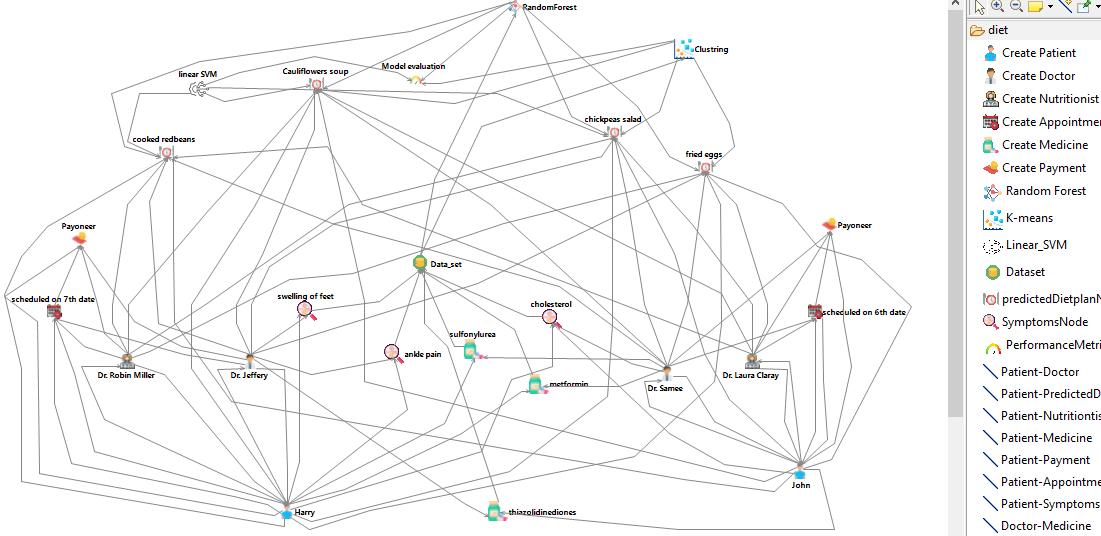 RandomForest
Clustring
Model evaluation
linear SVM
Cauliflowers soup
chickpeas salad
cooked redbeans
fried eggs
Payoneer
Payoneer
Data_set
swelling of feet
scheduled on 7th date
cholesterol
scheduled on 6th date
sulfonylurea
ankle pain
Dr. Robin Miller
Dr. Jeffery
metformin
Dr. Samee
Dr. Laura Claray
John
Harry
thiazolidinediones
diet
Create Patient
Create Doctor
Create Nutritionist
Create Appointme
Create Medicine
Create Payment
Random Forest
K-means
Linear_SVM
Dataset
predictedDietplanN
SymptomsNode
PerformanceMetri
Patient-Doctor
Patient-PredictedD
Patient-Nutritionis
Patient-Medicine
Patient-Payment
Patient-Appointme
Patient-Symptoms
Doctor-Medicine